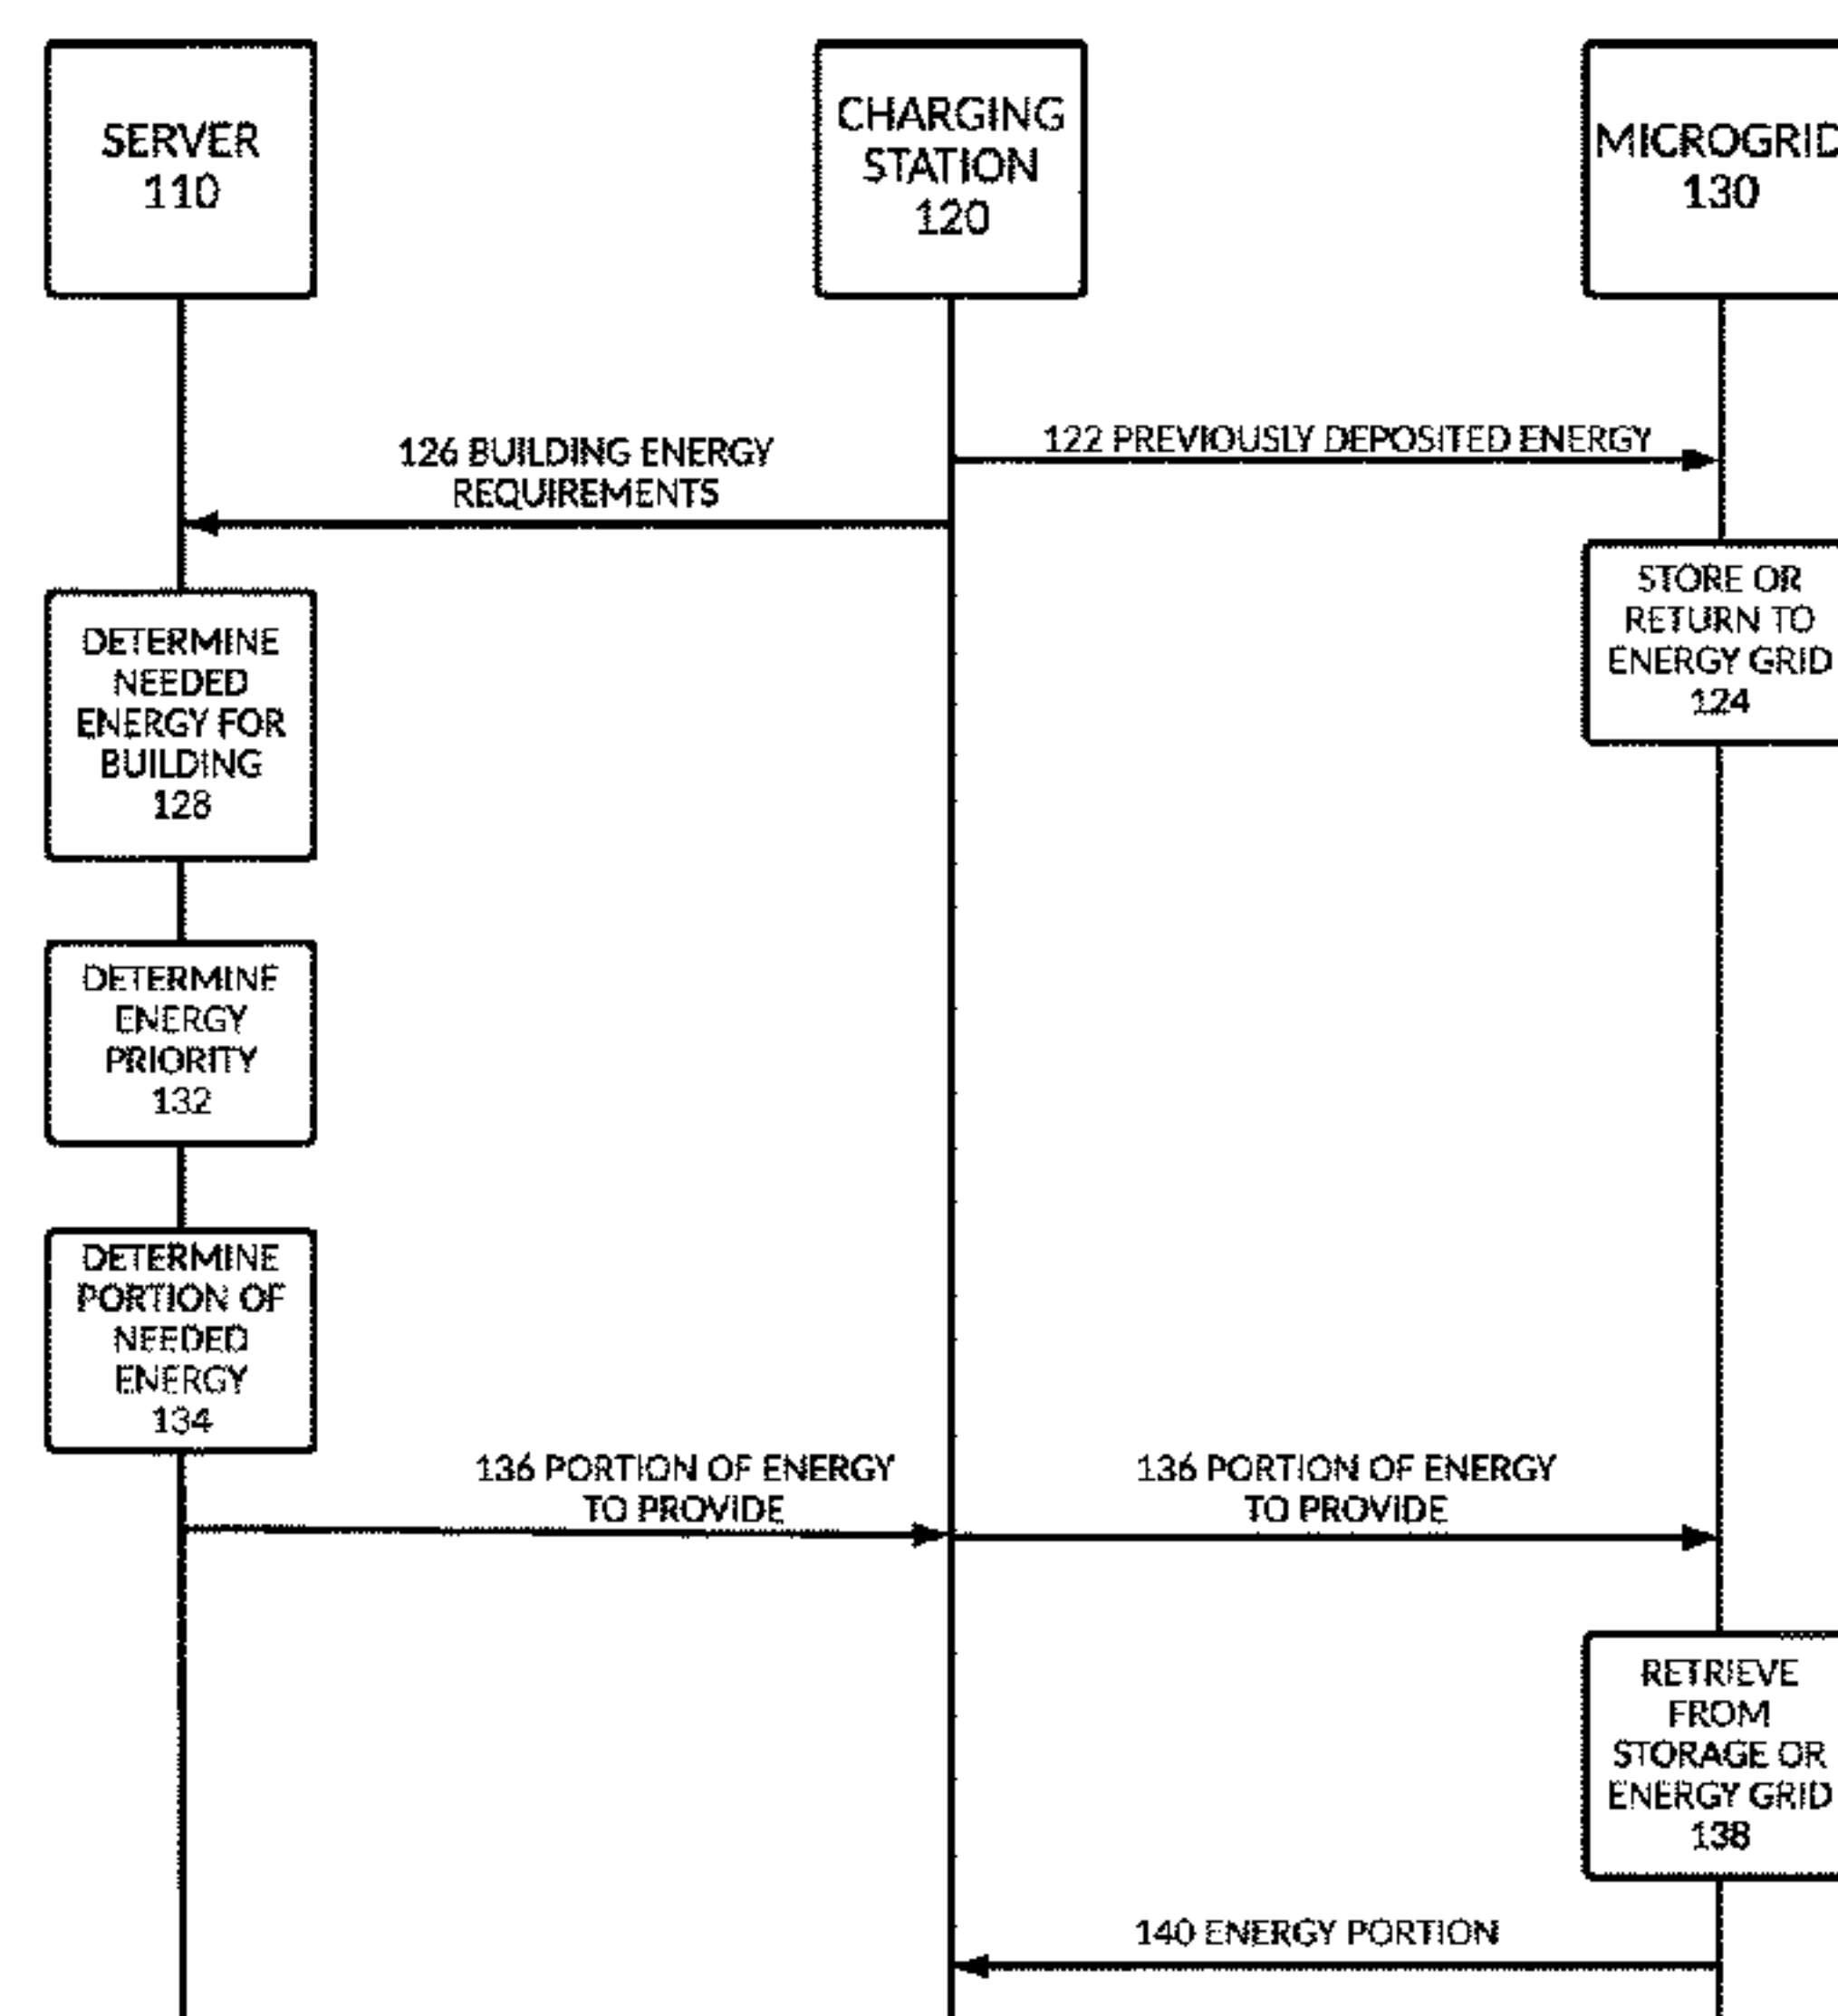 SERVER
110
CHARGING
STATION
120
MICROGRID
130
122 PREVIOUSLY DEPOSITED ENERGY
126 BUILDING ENERGY
REQUIREMENTS
STORE OR
RETURN TO
ENERGY GRID
124
DETERMINE
NEEDED
ENERGY FOR
BUILDING
128
DETERMINE
ENERGY
PRIORITY
132
DETERMINE
PORTION OF
NEEDED
ENERGY
134
136 PORTION OF ENERGY
TO PROVIDE
136 PORTION OF ENERGY
TO PROVIDE
RETRIEVE
FROM
STORAGE OR
ENERGY GRID
138
140 ENERGY PORTION